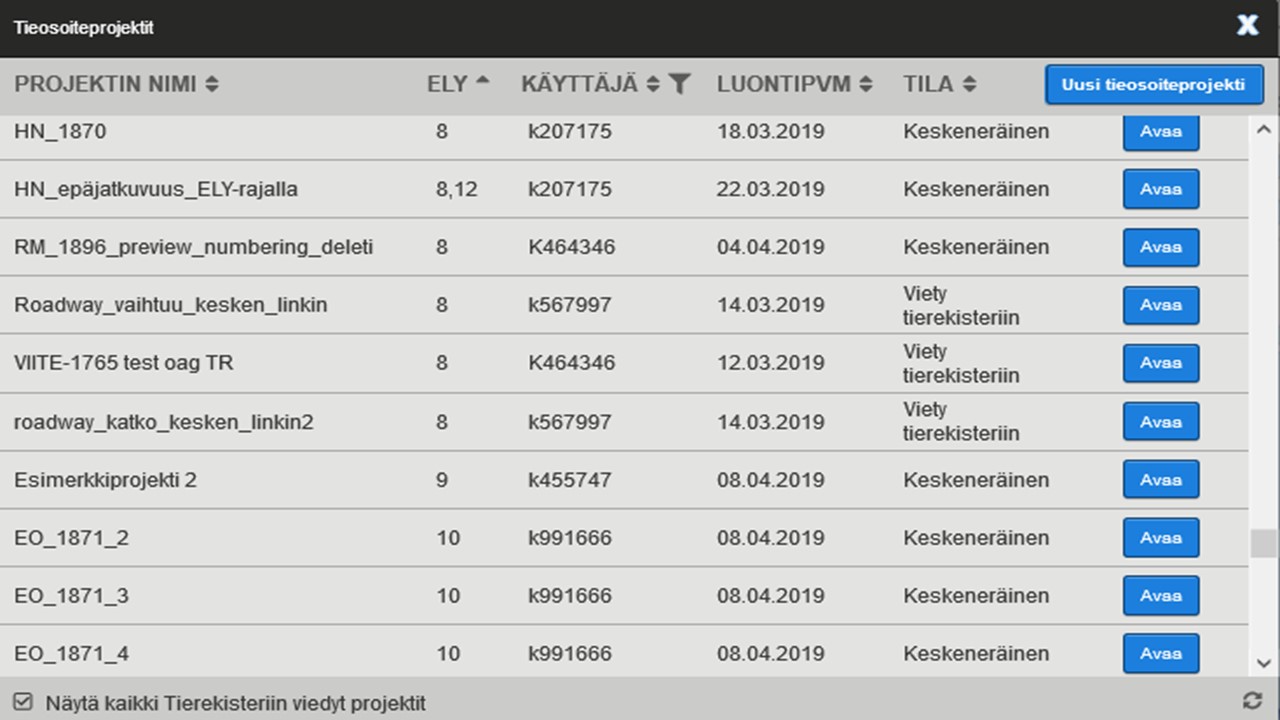 Tieosoiteprojektit
PROJEKTIN NIMI ELY KÄYTTÄJÄ LUONTIPVM TILA Uusi tieosoiteprojekti
HN_1870 8 k207175 18.03.2019 Keskeneräinen Avaa
HN_epäjatkuvuus_ELY-rajalla 8,12 k207175 22.03.2019 Keskeneräinen Avaa
RM_1896_preview_numbering_deleti 8 K464346 04.04.2019 Keskeneräinen Avaa
Roadway_vaihtuu_kesken_linkin 8 k567997 14.03.2019 Viety tierekisteriin Avaa
VIITE-1765 test oag TR 8 K464346 12.03.2019 Viety tierekisteriin Avaa
roadway_katko_kesken_linkin2 8 k567997 14.03.2019 Viety tierekisteriin Avaa
Esimerkkiprojekti 2 9 k455747 08.04.2019 Keskeneräinen Avaa
EO_1871_2 10 k991666 08.04.2019 Keskeneräinen Avaa
EO_1871_3 10 k991666 08.04.2019 Keskeneräinen Avaa
EO_1871_4 10 k991666 08.04.2019 Keskeneräinen Avaa
Näytä kaikki Tierekisteriin viedyt projektit